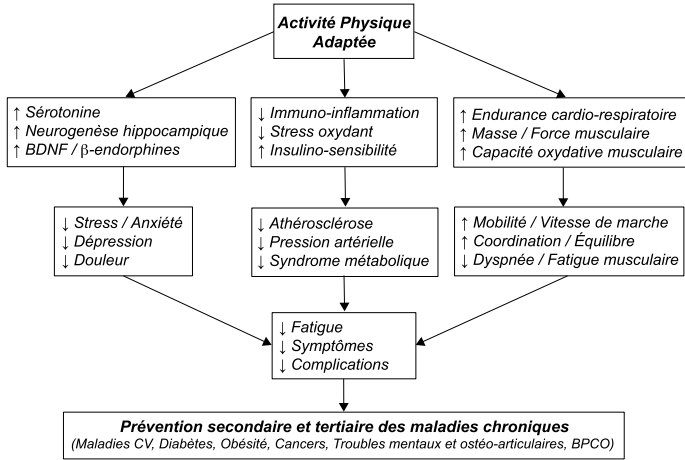 Activité Physique
Adaptée
↑ Sérotonine
↑ Neurogenèse hippocampique
↑ BDNF / β-endorphines
↓ Immuno-inflammation
↓ Stress oxydant
↑ Insulino-sensibilité
↑ Endurance cardio-respiratoire
↑ Masse / Force musculaire
↑ Capacité oxydative musculaire
↓ Stress / Anxiété
↓ Dépression
↓ Douleur
↓ Athérosclérose
↓ Pression artérielle
↓ Syndrome métabolique
↑ Mobilité / Vitesse de marche
↑ Coordination / Équilibre
↓ Dyspnée / Fatigue musculaire
↓ Fatigue
↓ Symptômes
↓ Complications
Prévention secondaire et tertiaire des maladies chroniques
(Maladies CV, Diabètes, Obésité, Cancers, Troubles mentaux et ostéo-articulaires, BPCO)